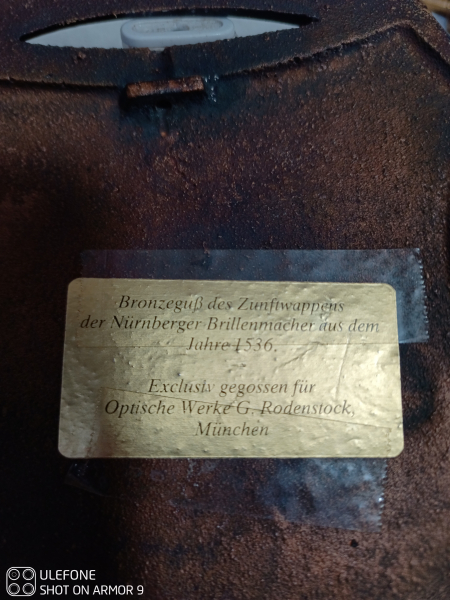 Bronzeguß des Zunftwappens
der Nürnberger Brillenmacher aus dem
Jahre 1536.
Exclusiv gegossen für
Optische Werke G. Rodenstock,
München
ULEFONE
SHOT ON ARMOR 9